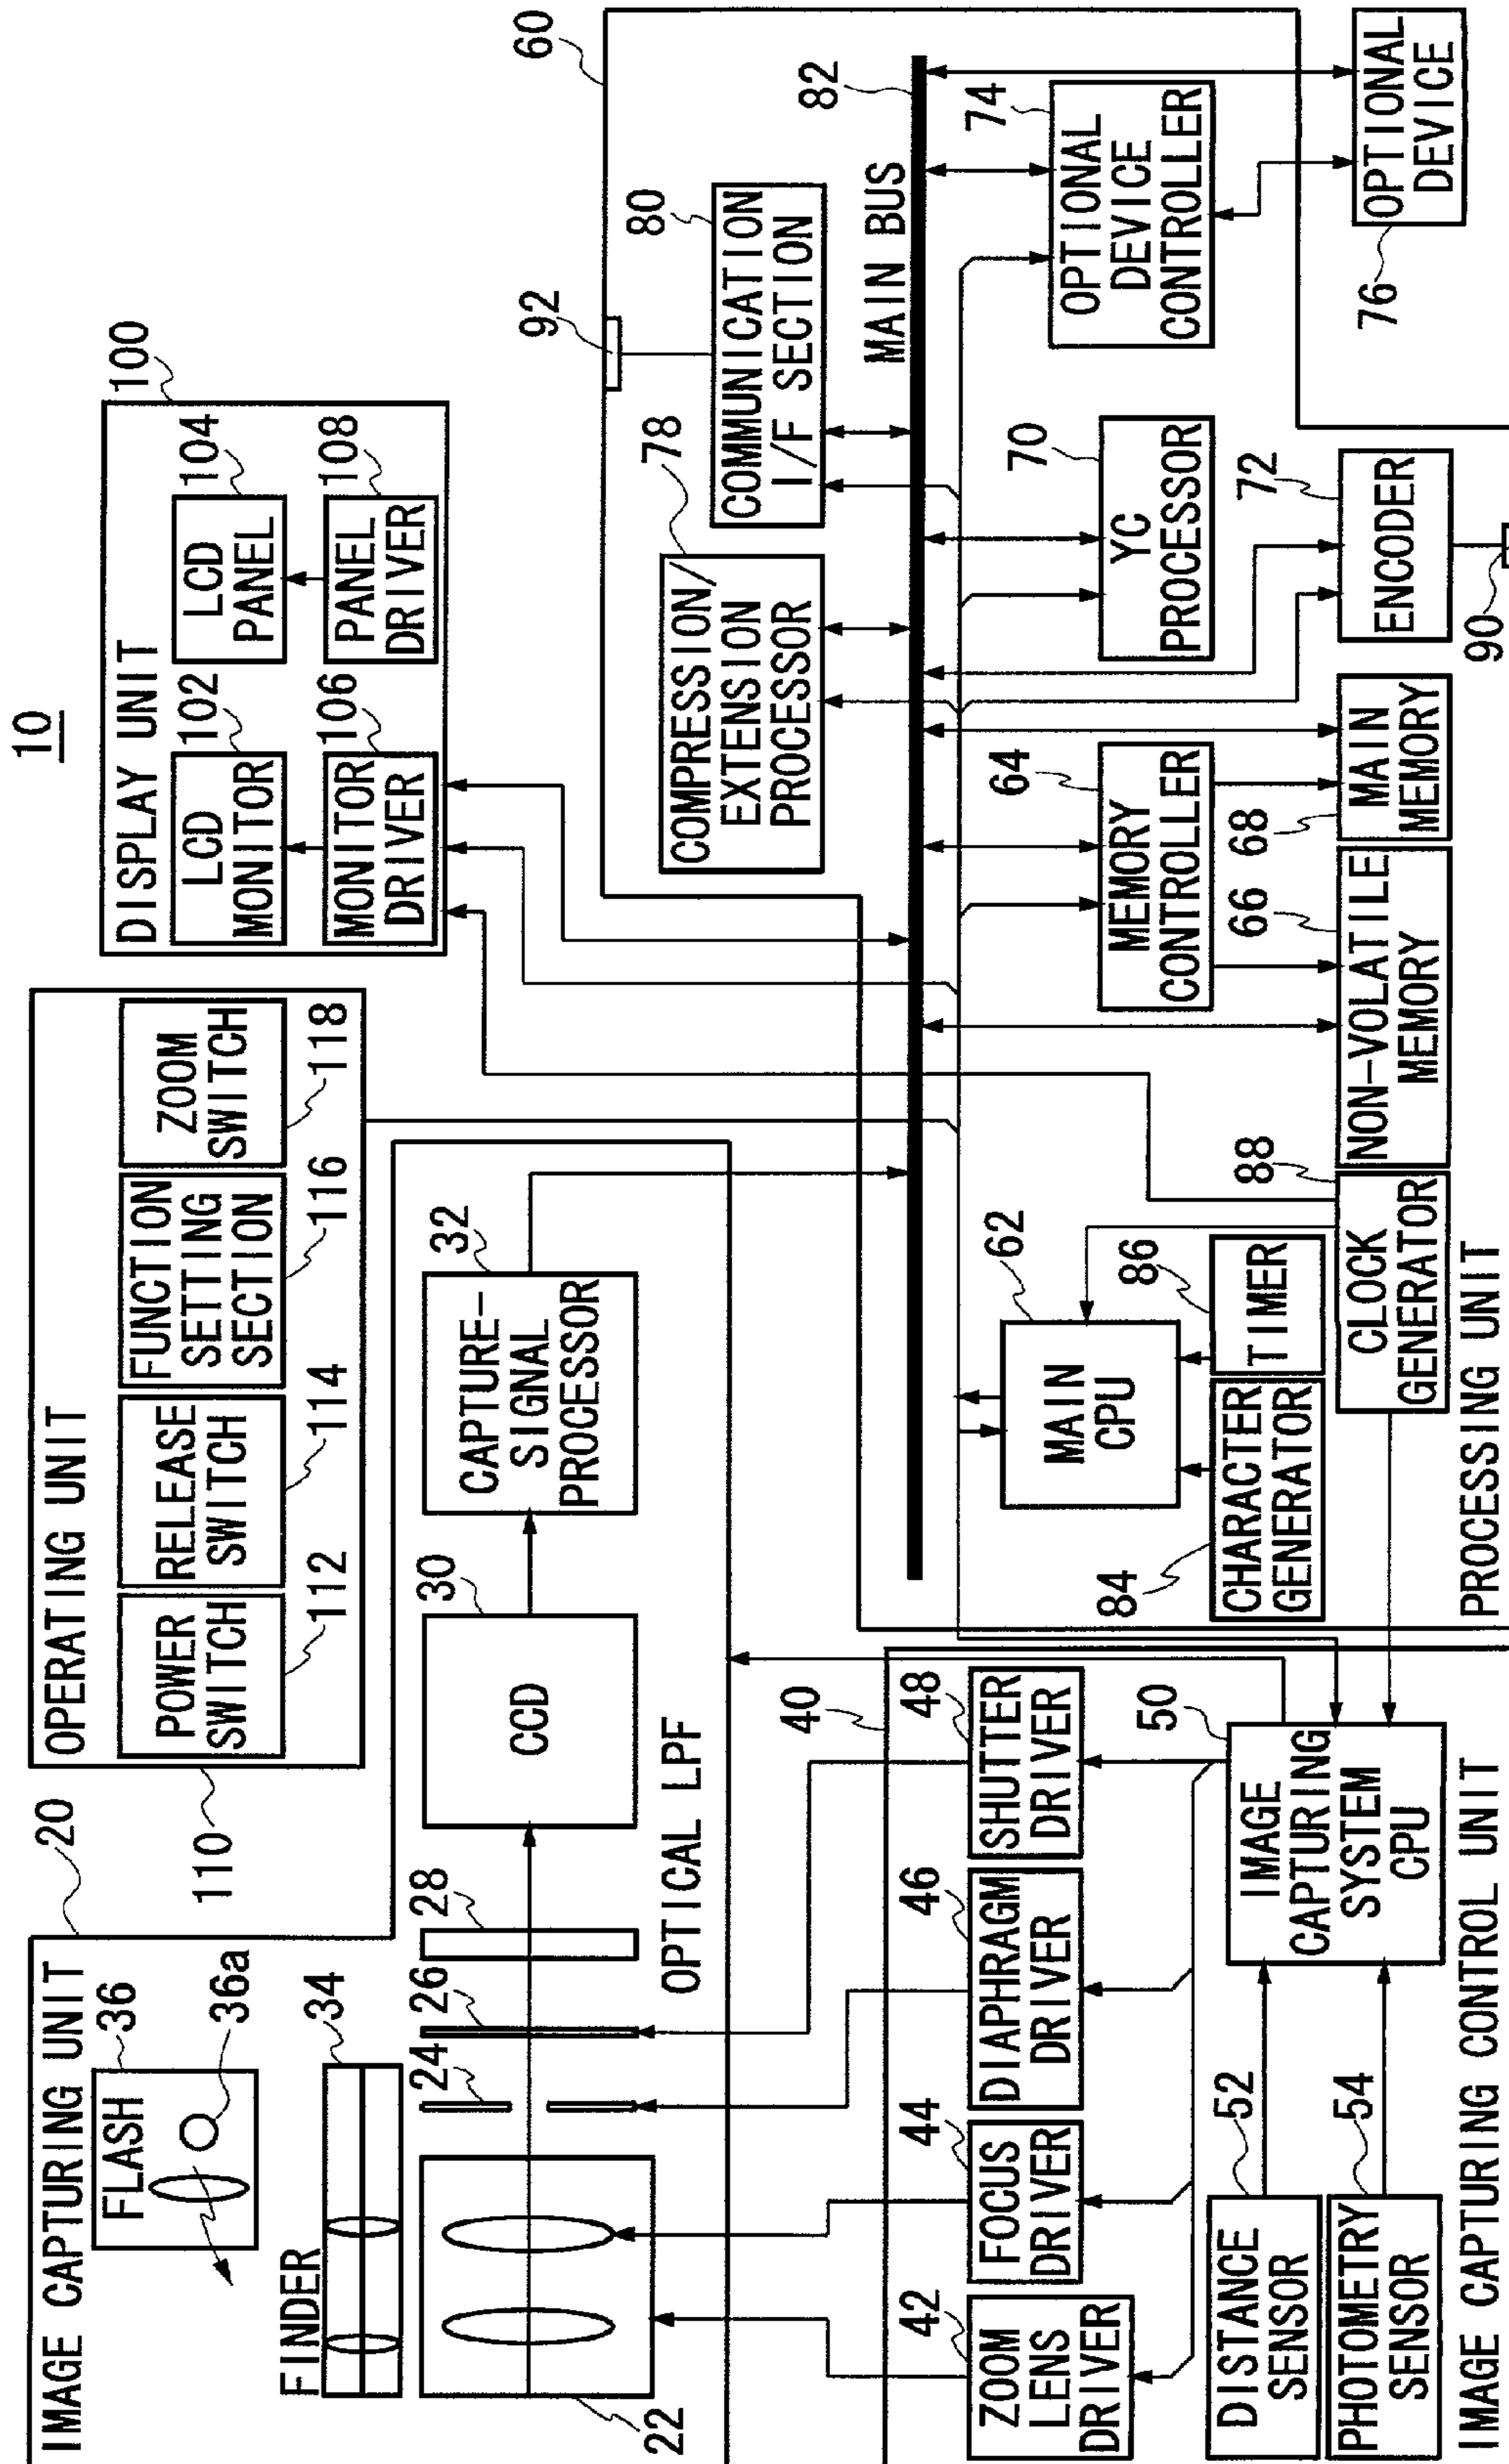 10
IMAGE CAPTURING UNIT
20
FLASH
36
36a
FINDER
34
22
24
26
28
OPTICAL LPF
CCD
30
CAPTURE-
SIGNAL
PROCESSOR
32
OPERATING UNIT
110
POWER
SWITCH
112
RELEASE
SWITCH
114
FUNCTION
SETTING
SECTION
116
ZOOM
SWITCH
118
DISPLAY UNIT
100
LCD
MONITOR
102
LCD
PANEL
104
MONITOR
DRIVER
106
PANEL
DRIVER
108
40
ZOOM
LENS
DRIVER
42
FOCUS
DRIVER
44
DIAPHRAGM
DRIVER
46
SHUTTER
DRIVER
48
DISTANCE
SENSOR
52
PHOTOMETRY
SENSOR
54
IMAGE
CAPTURING
SYSTEM
CPU
50
IMAGE CAPTURING CONTROL UNIT
60
COMPRESSION/
EXTENSION
PROCESSOR
78
COMMUNICATION
I/F SECTION
80
92
MAIN BUS
82
MAIN
CPU
62
CHARACTER
GENERATOR
84
TIMER
86
CLOCK
GENERATOR
88
MEMORY
CONTROLLER
64
NON-VOLATILE
MEMORY
66
MAIN
MEMORY
68
YC
PROCESSOR
70
ENCODER
72
90
OPTIONAL
DEVICE
CONTROLLER
74
OPTIONAL
DEVICE
76
PROCESSING UNIT